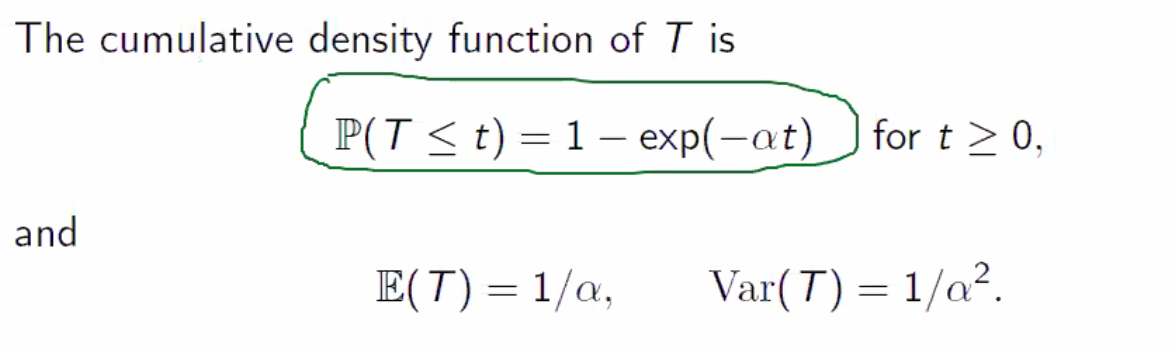 The cumulative density function of T is
ℙ(T ≤ t) = 1 − exp(−αt) for t ≥ 0,
and
𝔼(T) = 1/α, Var(T) = 1/α².